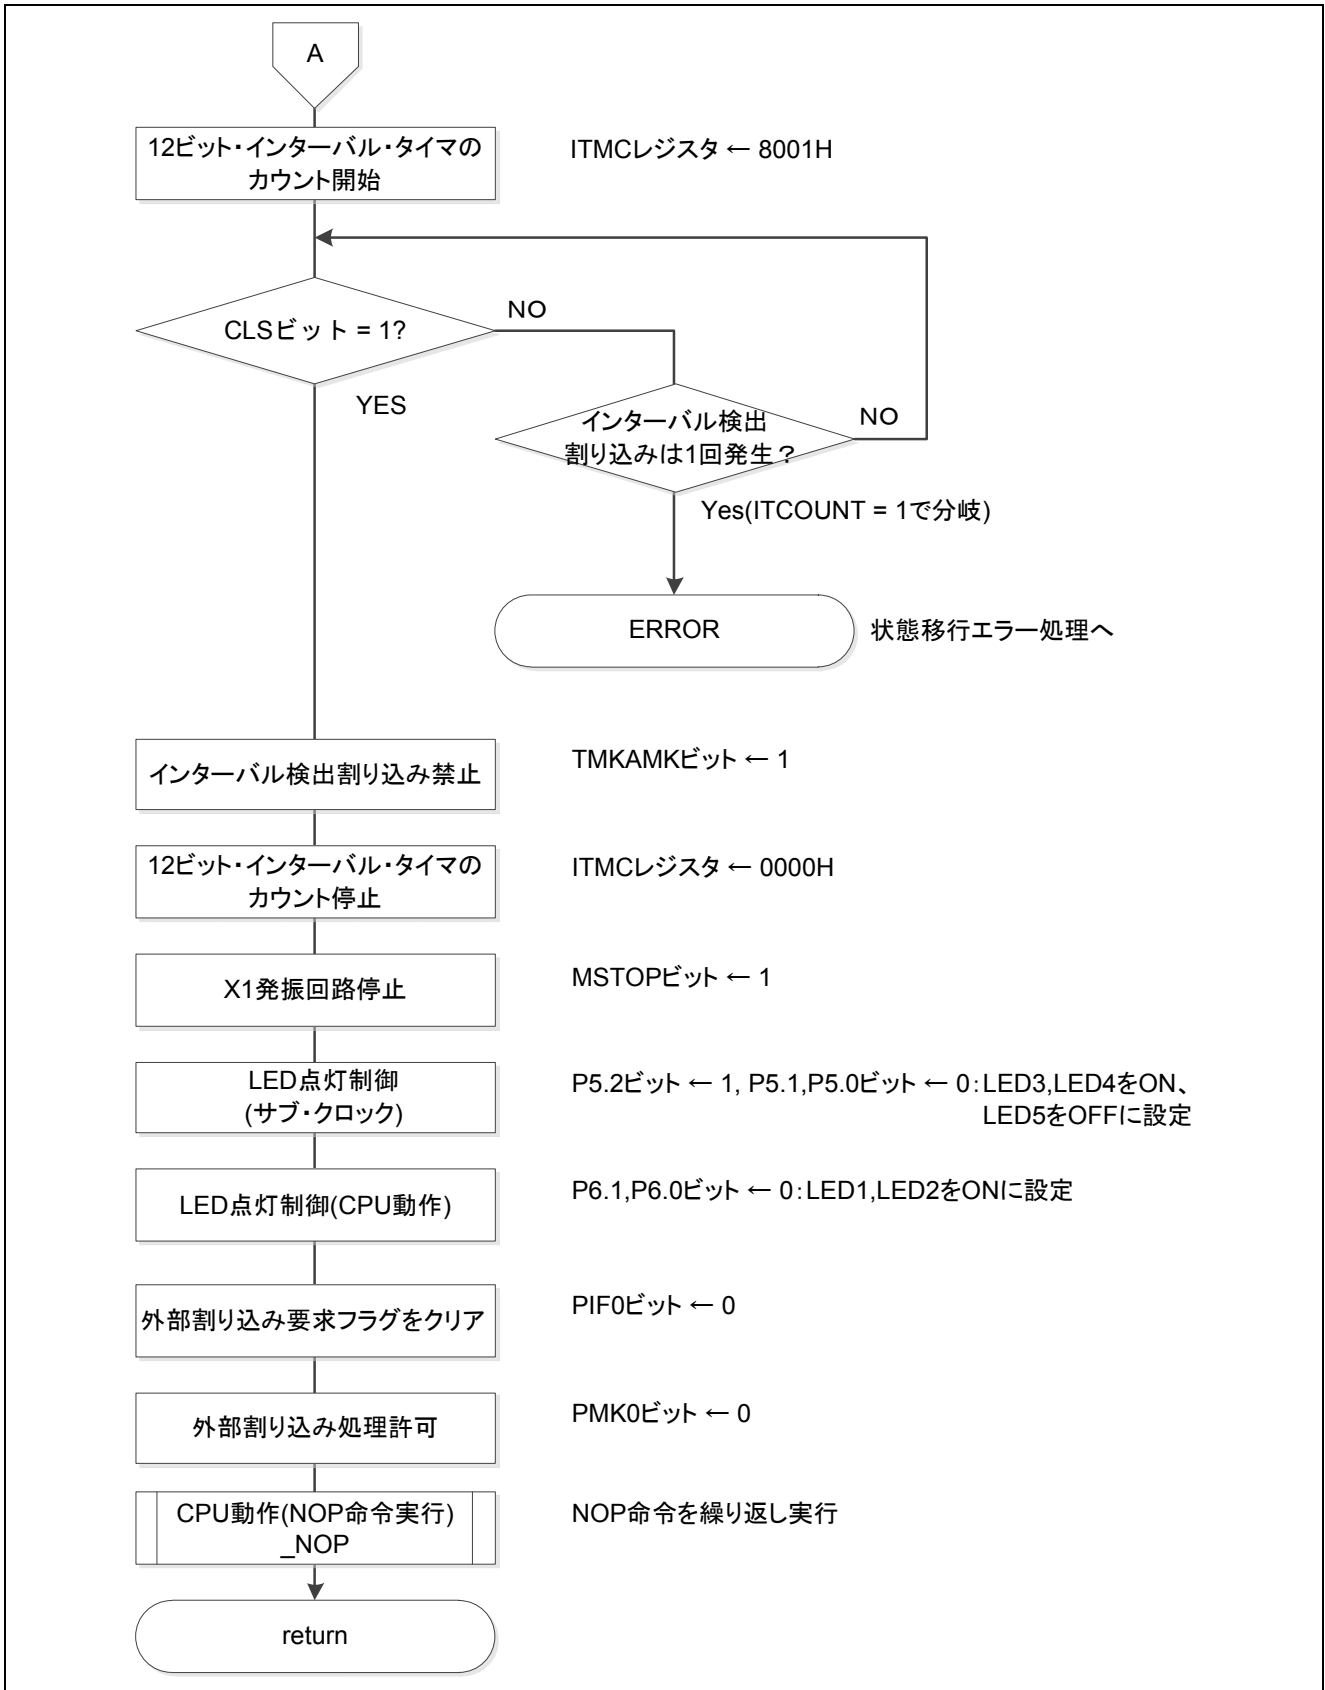 A
12ビット・インターバル・タイマの
カウント開始
ITMCレジスタ ← 8001H
CLSビット = 1?
NO
YES
インターバル検出
割り込みは1回発生？
NO
Yes(ITCOUNT = 1で分岐)
ERROR
状態移行エラー処理へ
インターバル検出割り込み禁止
TMKAMKビット ← 1
12ビット・インターバル・タイマの
カウント停止
ITMCレジスタ ← 0000H
X1発振回路停止
MSTOPビット ← 1
LED点灯制御
(サブ・クロック)
P5.2ビット ← 1, P5.1,P5.0ビット ← 0：LED3,LED4をON、
LED5をOFFに設定
LED点灯制御(CPU動作)
P6.1,P6.0ビット ← 0：LED1,LED2をONに設定
外部割り込み要求フラグをクリア
PIF0ビット ← 0
外部割り込み処理許可
PMK0ビット ← 0
CPU動作(NOP命令実行)
_NOP
NOP命令を繰り返し実行
return